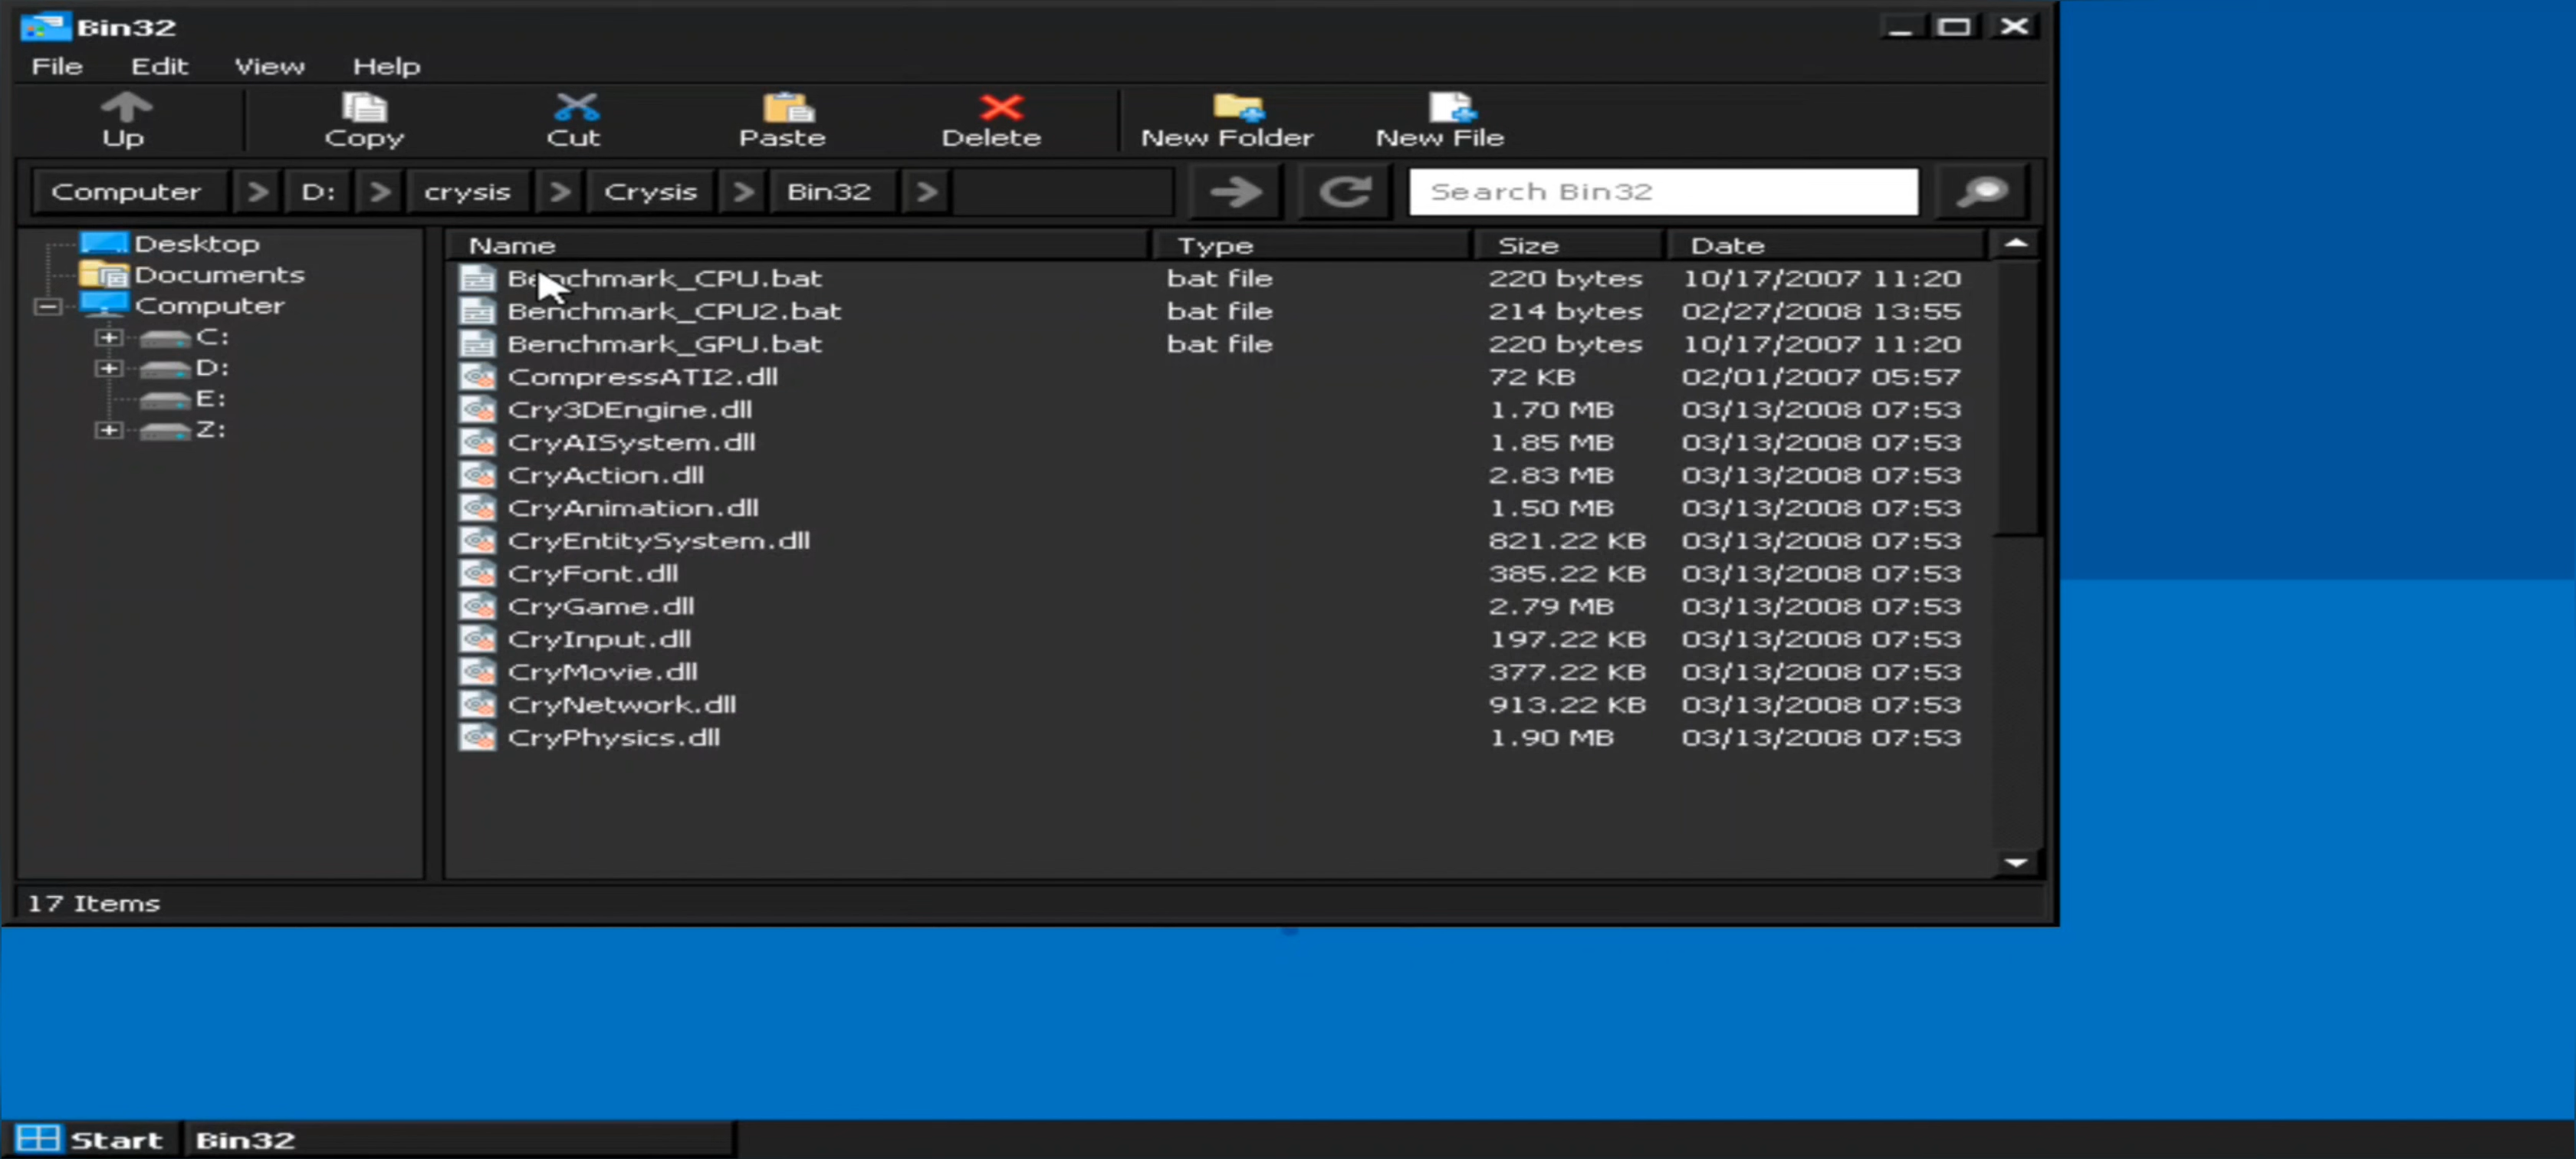 Bin32
File Edit View Help
Up Copy Cut Paste Delete New Folder New File
Computer > D: > crysis > Crysis > Bin32 > Search Bin32
Name Type Size Date
Desktop
Documents
Computer
C:
D:
E:
Z:
Benchmark_CPU.bat bat file 220 bytes 10/17/2007 11:20
Benchmark_CPU2.bat bat file 214 bytes 02/27/2008 13:55
Benchmark_GPU.bat bat file 220 bytes 10/17/2007 11:20
CompressATI2.dll 72 KB 02/01/2007 05:57
Cry3DEngine.dll 1.70 MB 03/13/2008 07:53
CryAISystem.dll 1.85 MB 03/13/2008 07:53
CryAction.dll 2.83 MB 03/13/2008 07:53
CryAnimation.dll 1.50 MB 03/13/2008 07:53
CryEntitySystem.dll 821.22 KB 03/13/2008 07:53
CryFont.dll 385.22 KB 03/13/2008 07:53
CryGame.dll 2.79 MB 03/13/2008 07:53
CryInput.dll 197.22 KB 03/13/2008 07:53
CryMovie.dll 377.22 KB 03/13/2008 07:53
CryNetwork.dll 913.22 KB 03/13/2008 07:53
CryPhysics.dll 1.90 MB 03/13/2008 07:53
17 Items
Start Bin32